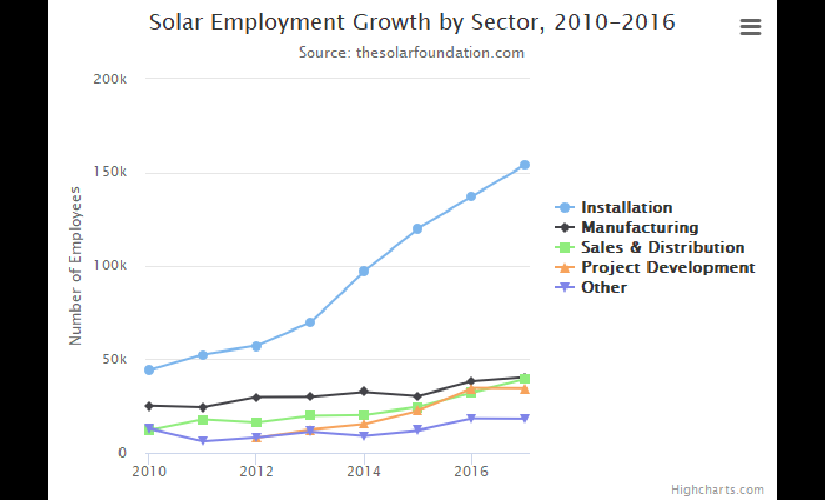 Solar Employment Growth by Sector, 2010-2016
Source: thesolarfoundation.com
Number of Employees
200k
150k
100k
50k
0
2010
2012
2014
2016
Installation
Manufacturing
Sales & Distribution
Project Development
Other
Highcharts.com